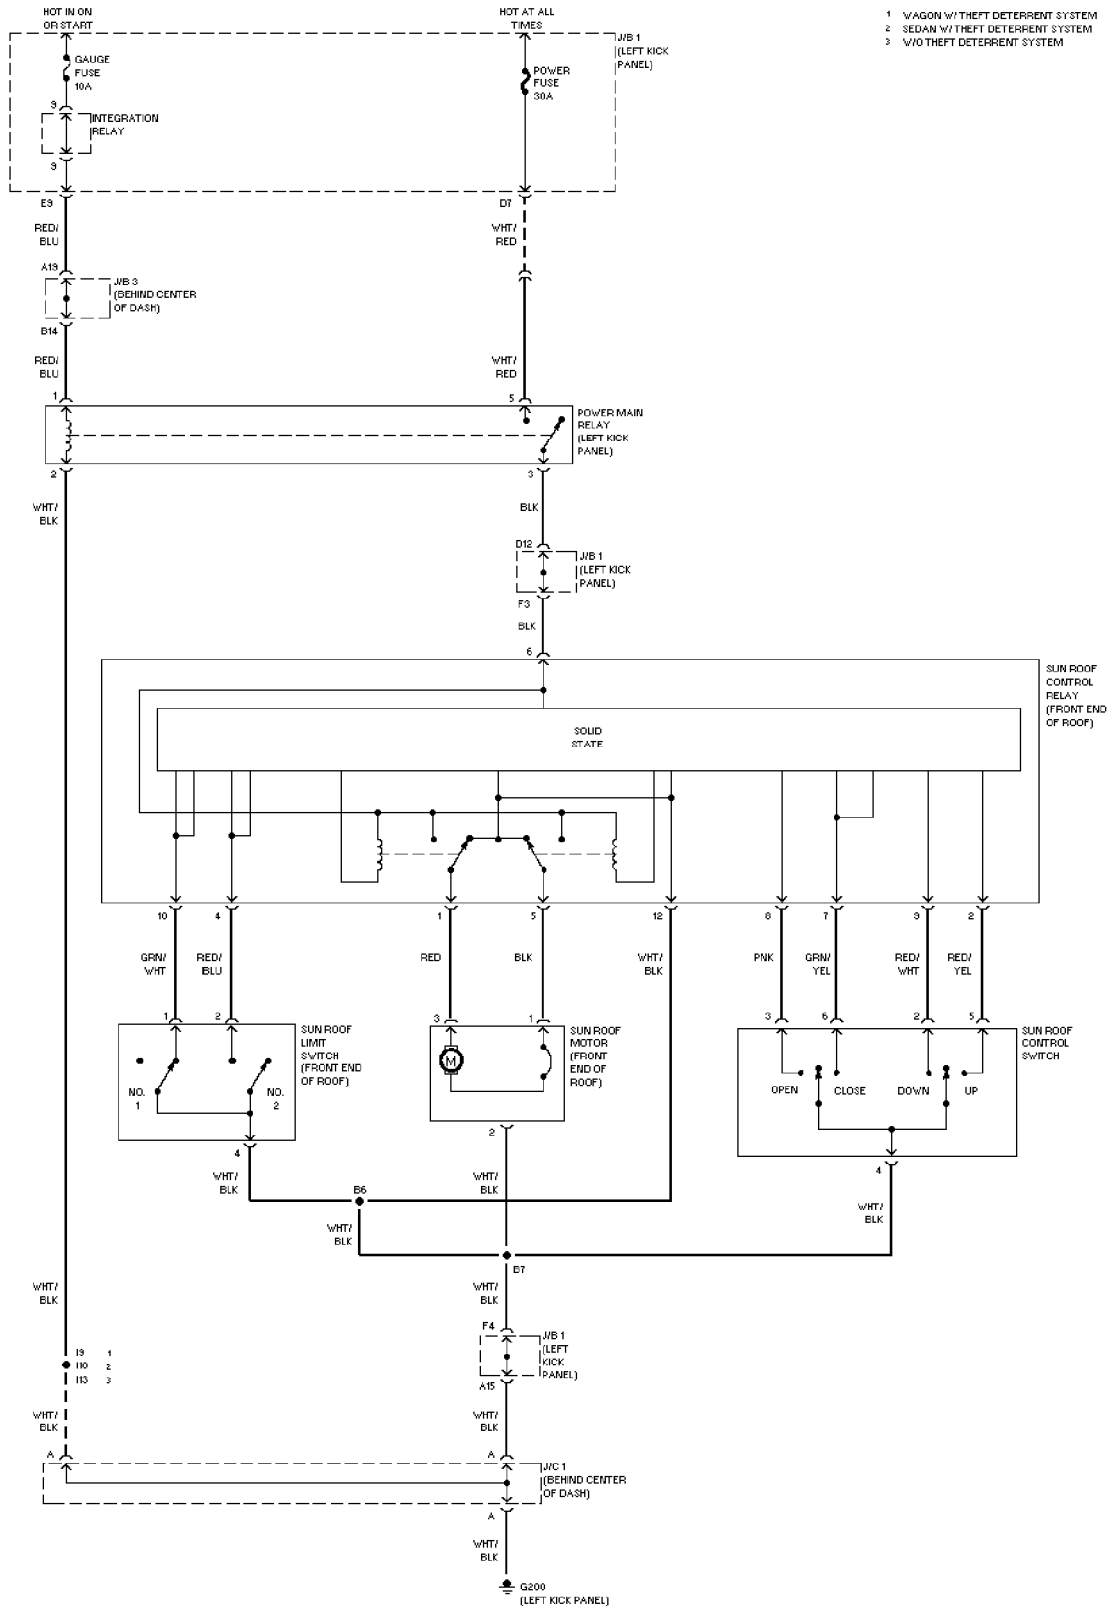 HOT IN ON
OR START
HOT AT ALL
TIMES
1 WAGON W/ THEFT DETERRENT SYSTEM
2 SEDAN W/ THEFT DETERRENT SYSTEM
3 W/O THEFT DETERRENT SYSTEM
J/B 1
(LEFT KICK
PANEL)
GAUGE
FUSE
10A
POWER
FUSE
30A
9
INTEGRATION
RELAY
9
E9
D7
RED/
BLU
WHT/
RED
A19
J/B 3
(BEHIND CENTER
OF DASH)
B14
RED/
BLU
WHT/
RED
1
5
POWER MAIN
RELAY
(LEFT KICK
PANEL)
2
3
WHT/
BLK
BLK
D12
J/B 1
(LEFT KICK
PANEL)
F3
BLK
6
SUN ROOF
CONTROL
RELAY
(FRONT END
OF ROOF)
SOLID
STATE
10
4
1
5
12
8
7
9
2
GRN/
WHT
RED/
BLU
RED
BLK
WHT/
BLK
PNK
GRN/
YEL
RED/
WHT
RED/
YEL
1
2
3
1
3
6
2
5
SUN ROOF
LIMIT
SWITCH
(FRONT END
OF ROOF)
NO.
1
NO.
2
M
SUN ROOF
MOTOR
(FRONT
END OF
ROOF)
SUN ROOF
CONTROL
SWITCH
OPEN
CLOSE
DOWN
UP
4
2
4
WHT/
BLK
B6
WHT/
BLK
WHT/
BLK
WHT/
BLK
B7
WHT/
BLK
WHT/
BLK
F4
J/B 1
(LEFT
KICK
PANEL)
A15
I9 1
I10 2
I13 3
WHT/
BLK
WHT/
BLK
A
A
J/C 1
(BEHIND CENTER
OF DASH)
A
WHT/
BLK
G200
(LEFT KICK PANEL)